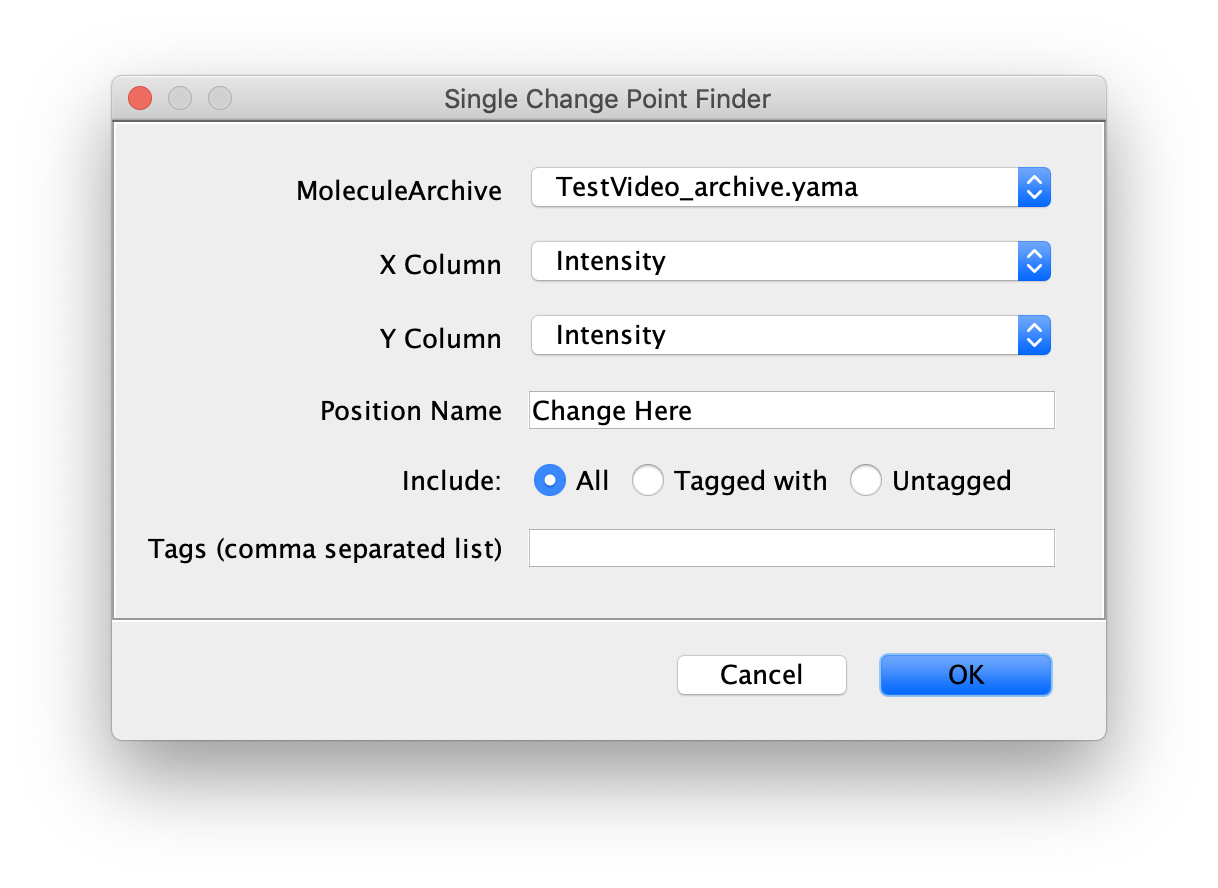 Single Change Point Finder
MoleculeArchive TestVideo_archive.yama
X Column Intensity
Y Column Intensity
Position Name Change Here
Include: All Tagged with Untagged
Tags (comma separated list)
Cancel OK